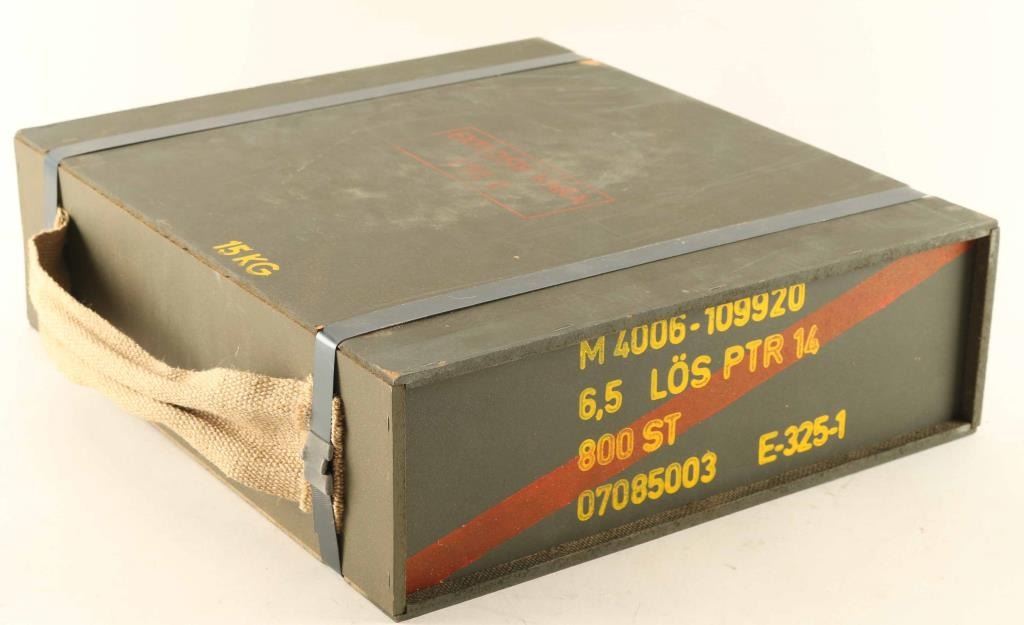 15 KG
M 4006-109920
6,5 LÖS PTR 14
800 ST
07085003 E-325-1